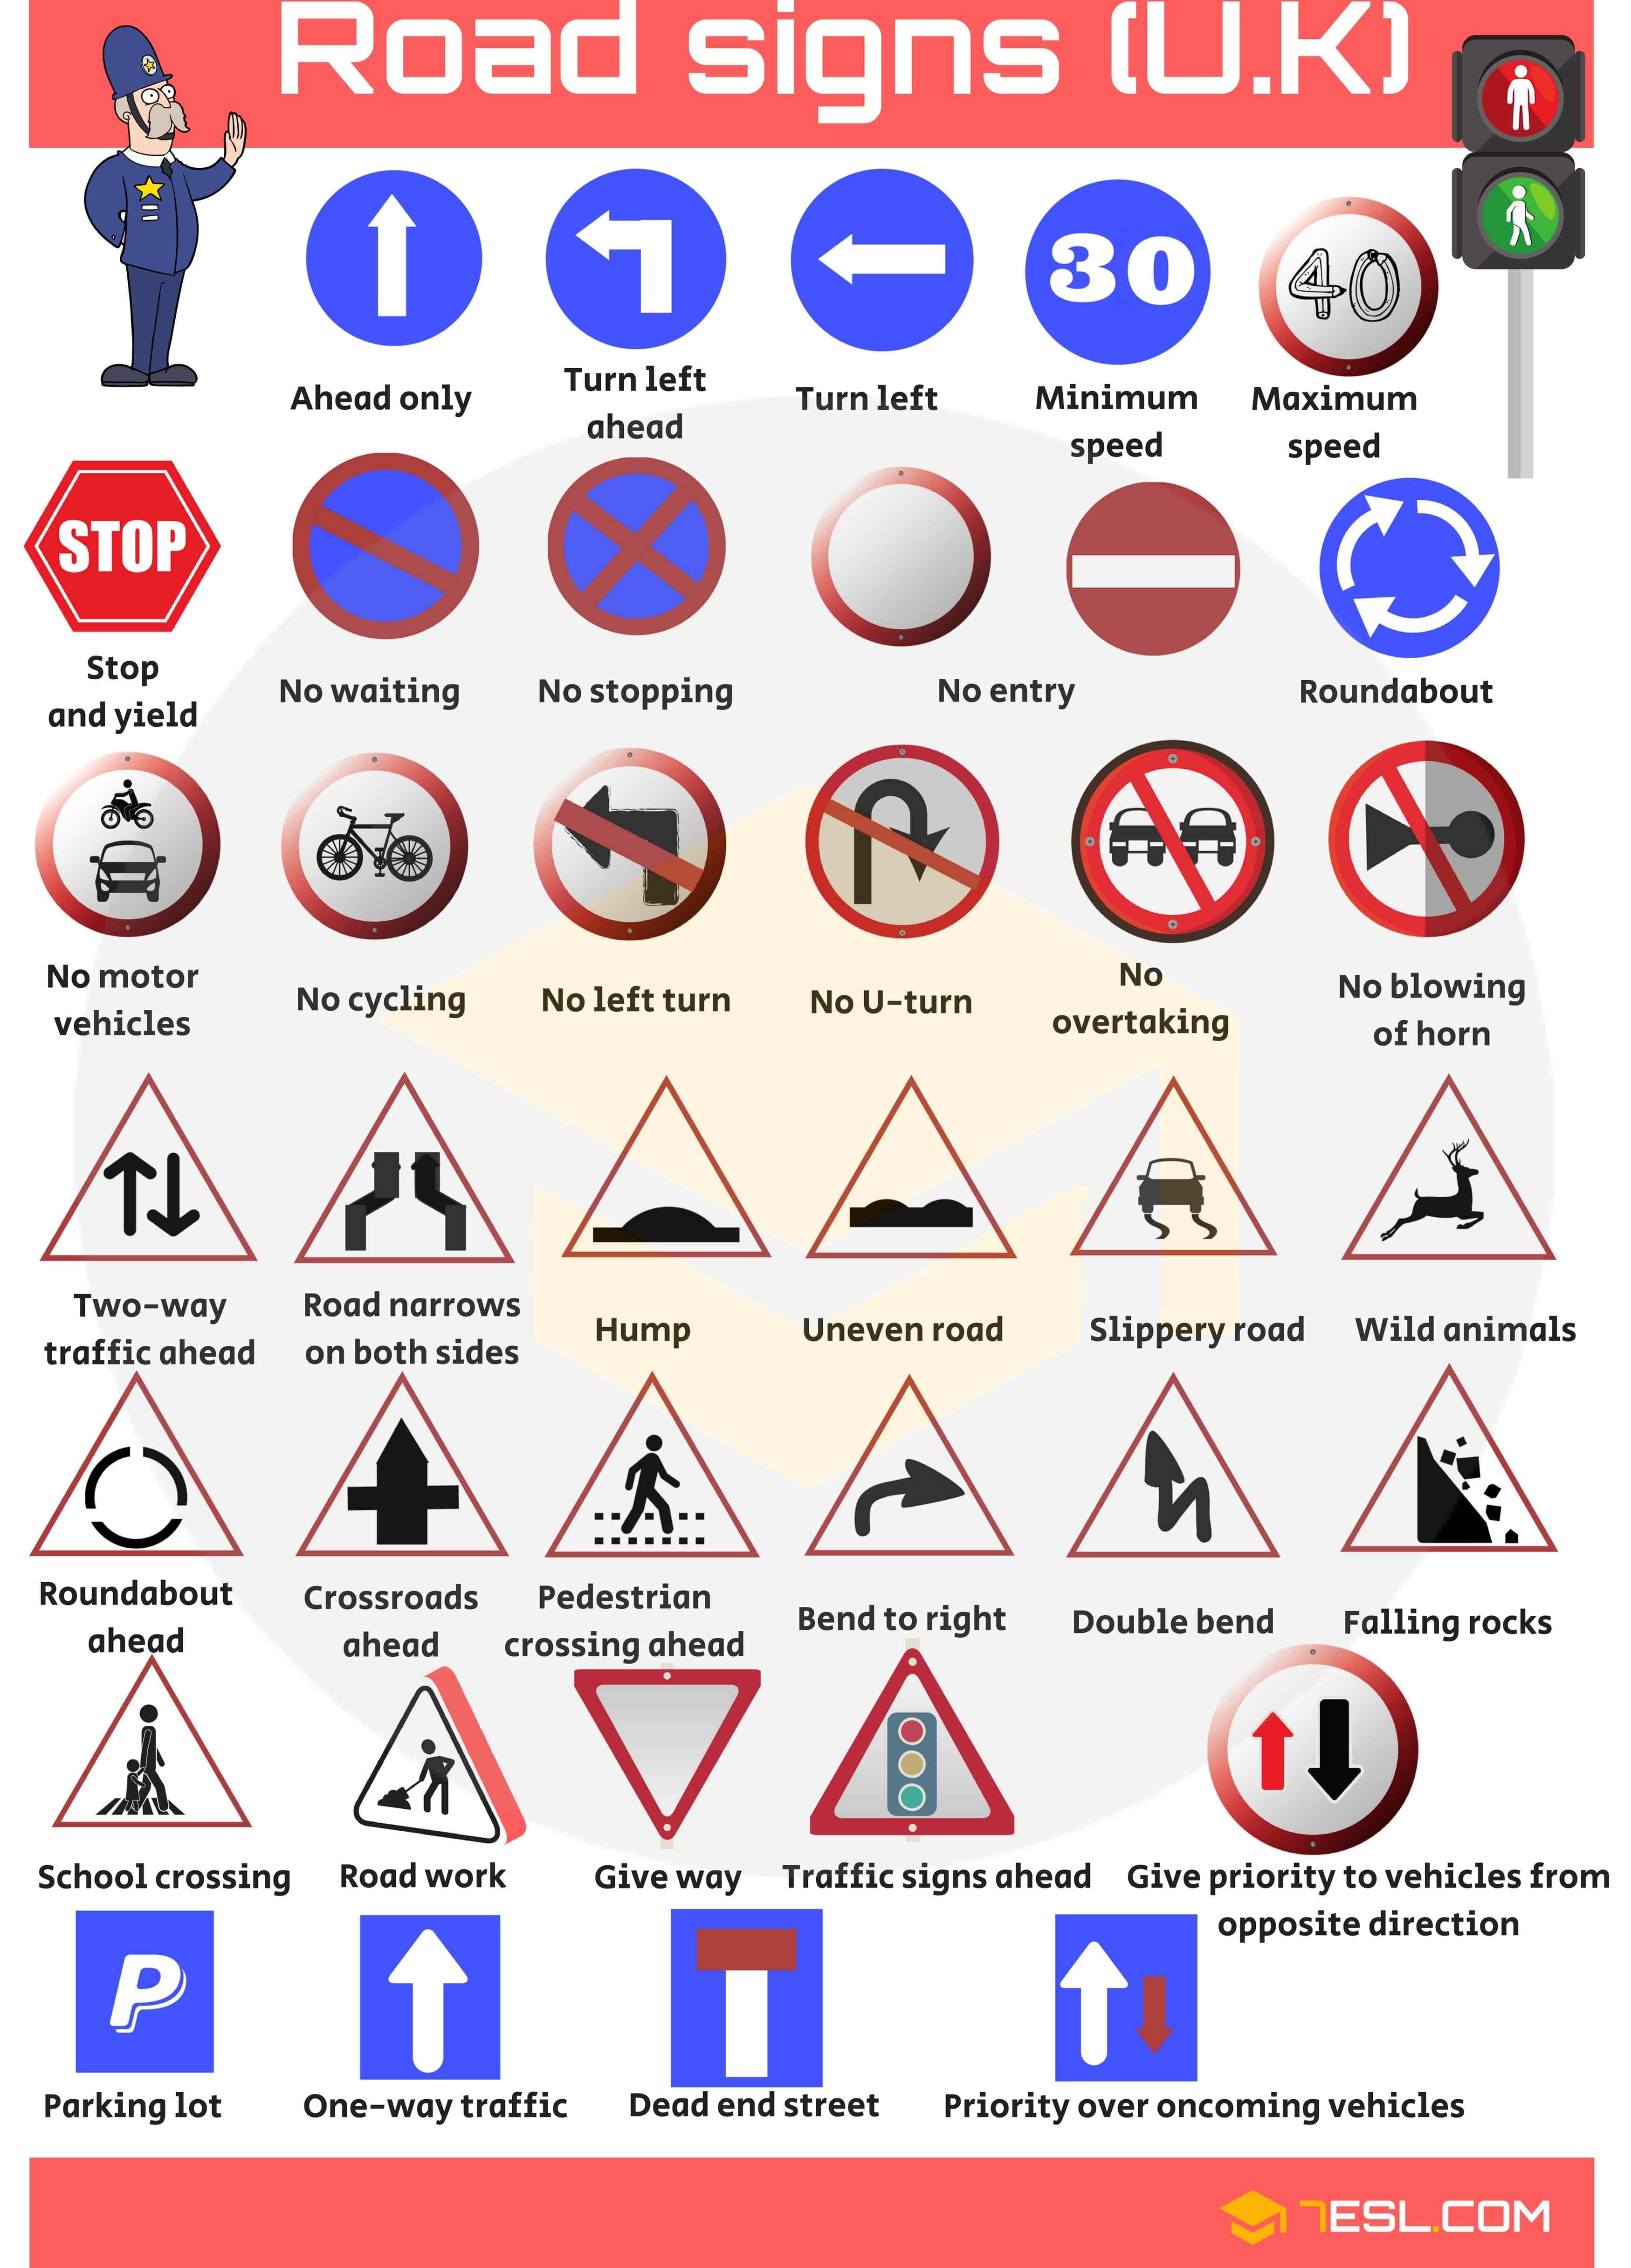 Road signs (U.K)
30
40
Ahead only
Turn left
ahead
Turn left
Minimum
speed
Maximum
speed
STOP
Stop
and yield
No waiting
No stopping
No entry
Roundabout
No motor
vehicles
No cycling
No left turn
No U-turn
No
overtaking
No blowing
of horn
Two-way
traffic ahead
Road narrows
on both sides
Hump
Uneven road
Slippery road
Wild animals
Roundabout
ahead
Crossroads
ahead
Pedestrian
crossing ahead
Bend to right
Double bend
Falling rocks
School crossing
Road work
Give way
Traffic signs ahead
Give priority to vehicles from
opposite direction
P
Parking lot
One-way traffic
Dead end street
Priority over oncoming vehicles
7ESL.COM